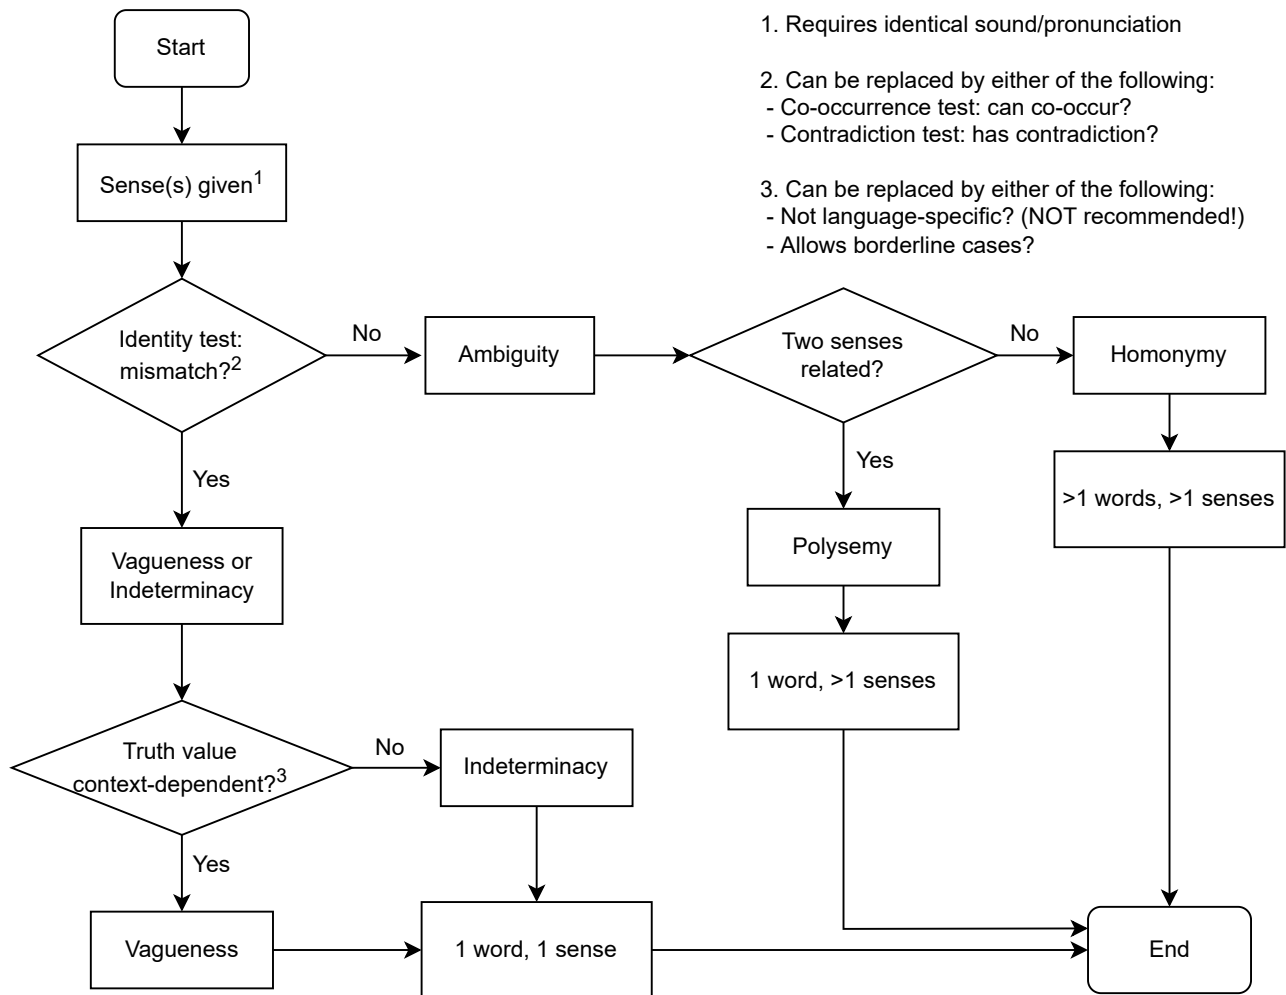 Start
1. Requires identical sound/pronunciation
2. Can be replaced by either of the following:
- Co-occurrence test: can co-occur?
- Contradiction test: has contradiction?
3. Can be replaced by either of the following:
- Not language-specific? (NOT recommended!)
- Allows borderline cases?
Sense(s) given1
Identity test:
mismatch?2
No
Ambiguity
Two senses
related?
No
Homonymy
Yes
Yes
>1 words, >1 senses
Vagueness or
Indeterminacy
Polysemy
1 word, >1 senses
Truth value
context-dependent?3
No
Indeterminacy
Yes
Vagueness
1 word, 1 sense
End